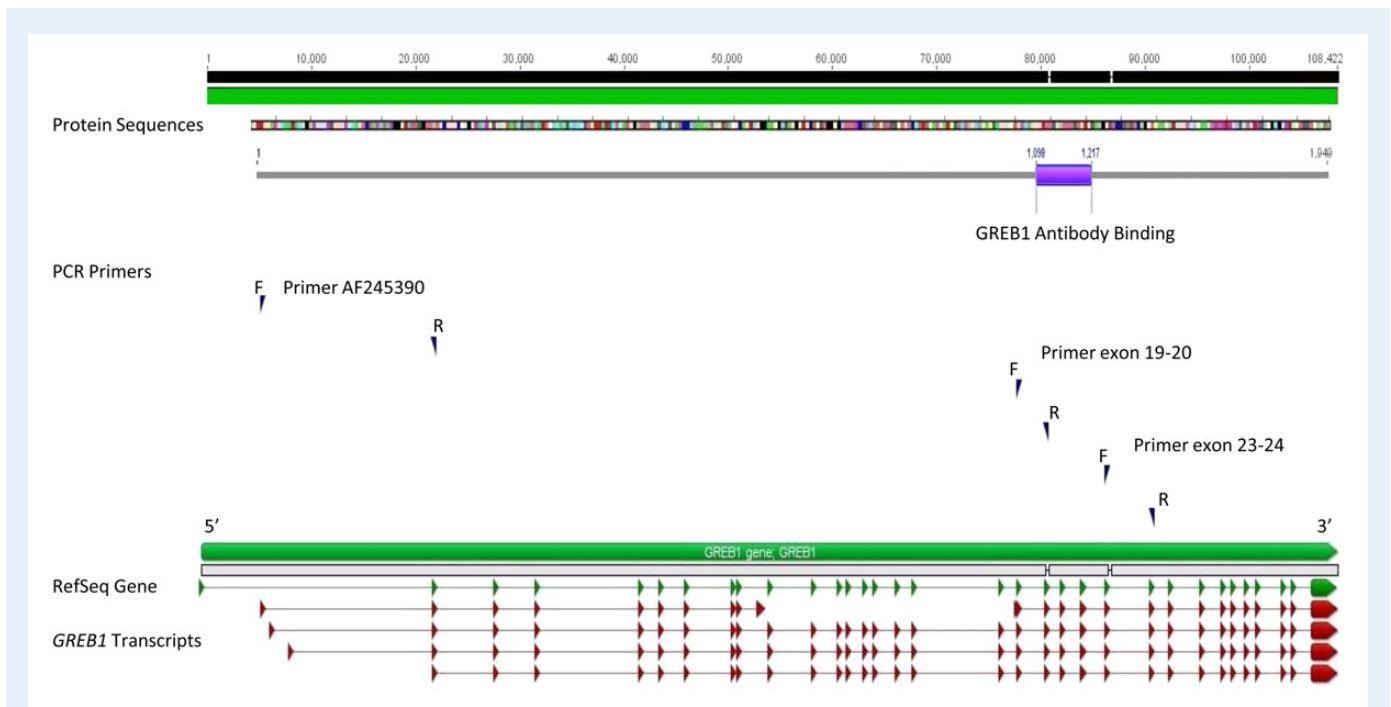 1 10,000 20,000 30,000 40,000 50,000 60,000 70,000 80,000 90,000 100,000 108,422
Protein Sequences
1 1,098 1,217 1,949
GREB1 Antibody Binding
PCR Primers
F Primer AF245390
R
Primer exon 19-20
F
R
Primer exon 23-24
F
R
5′ 3′
GREB1 gene; GREB1
RefSeq Gene
GREB1 Transcripts